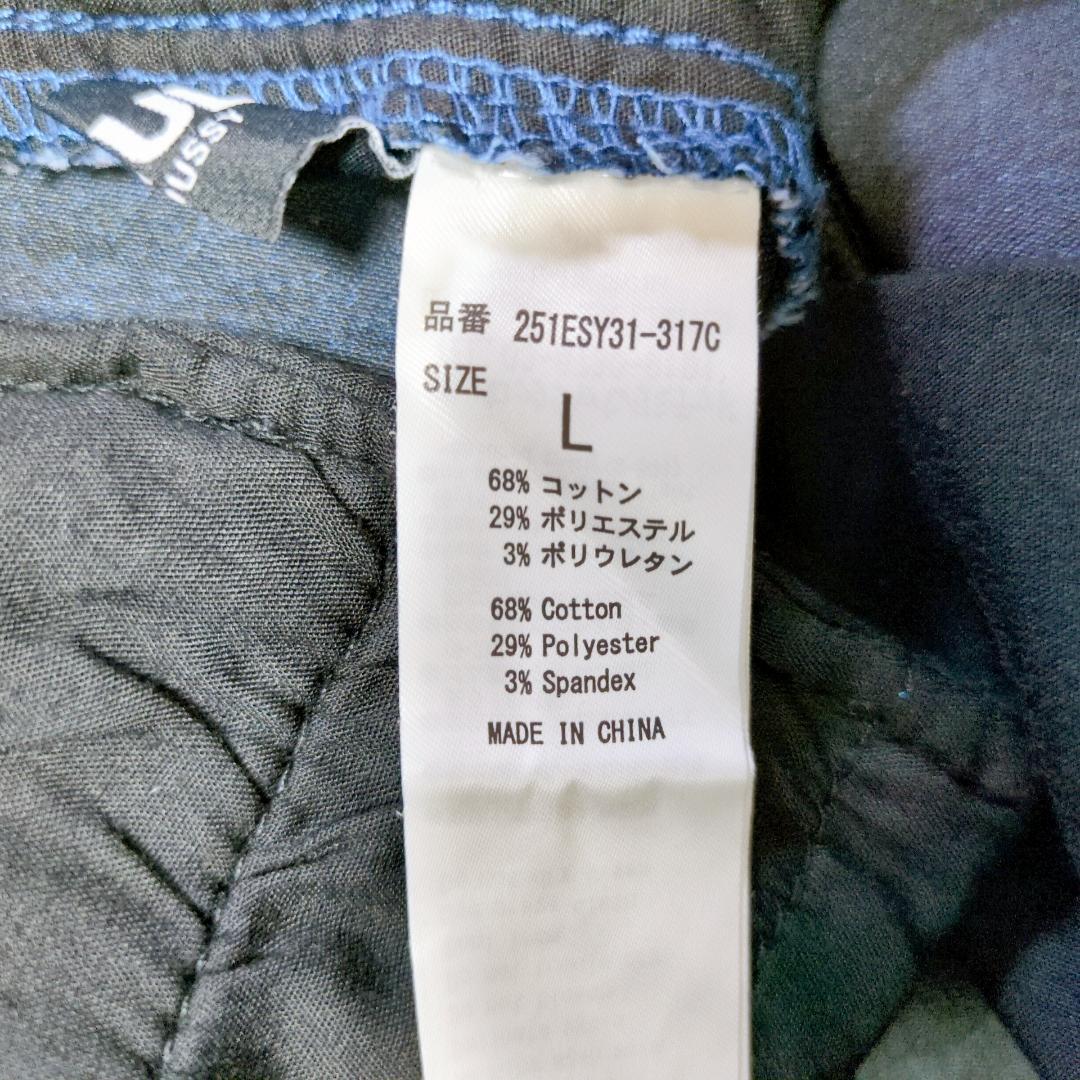 品番 251ESY31-317C
SIZE
L
68% コットン
29% ポリエステル
3% ポリウレタン
68% Cotton
29% Polyester
3% Spandex
MADE IN CHINA